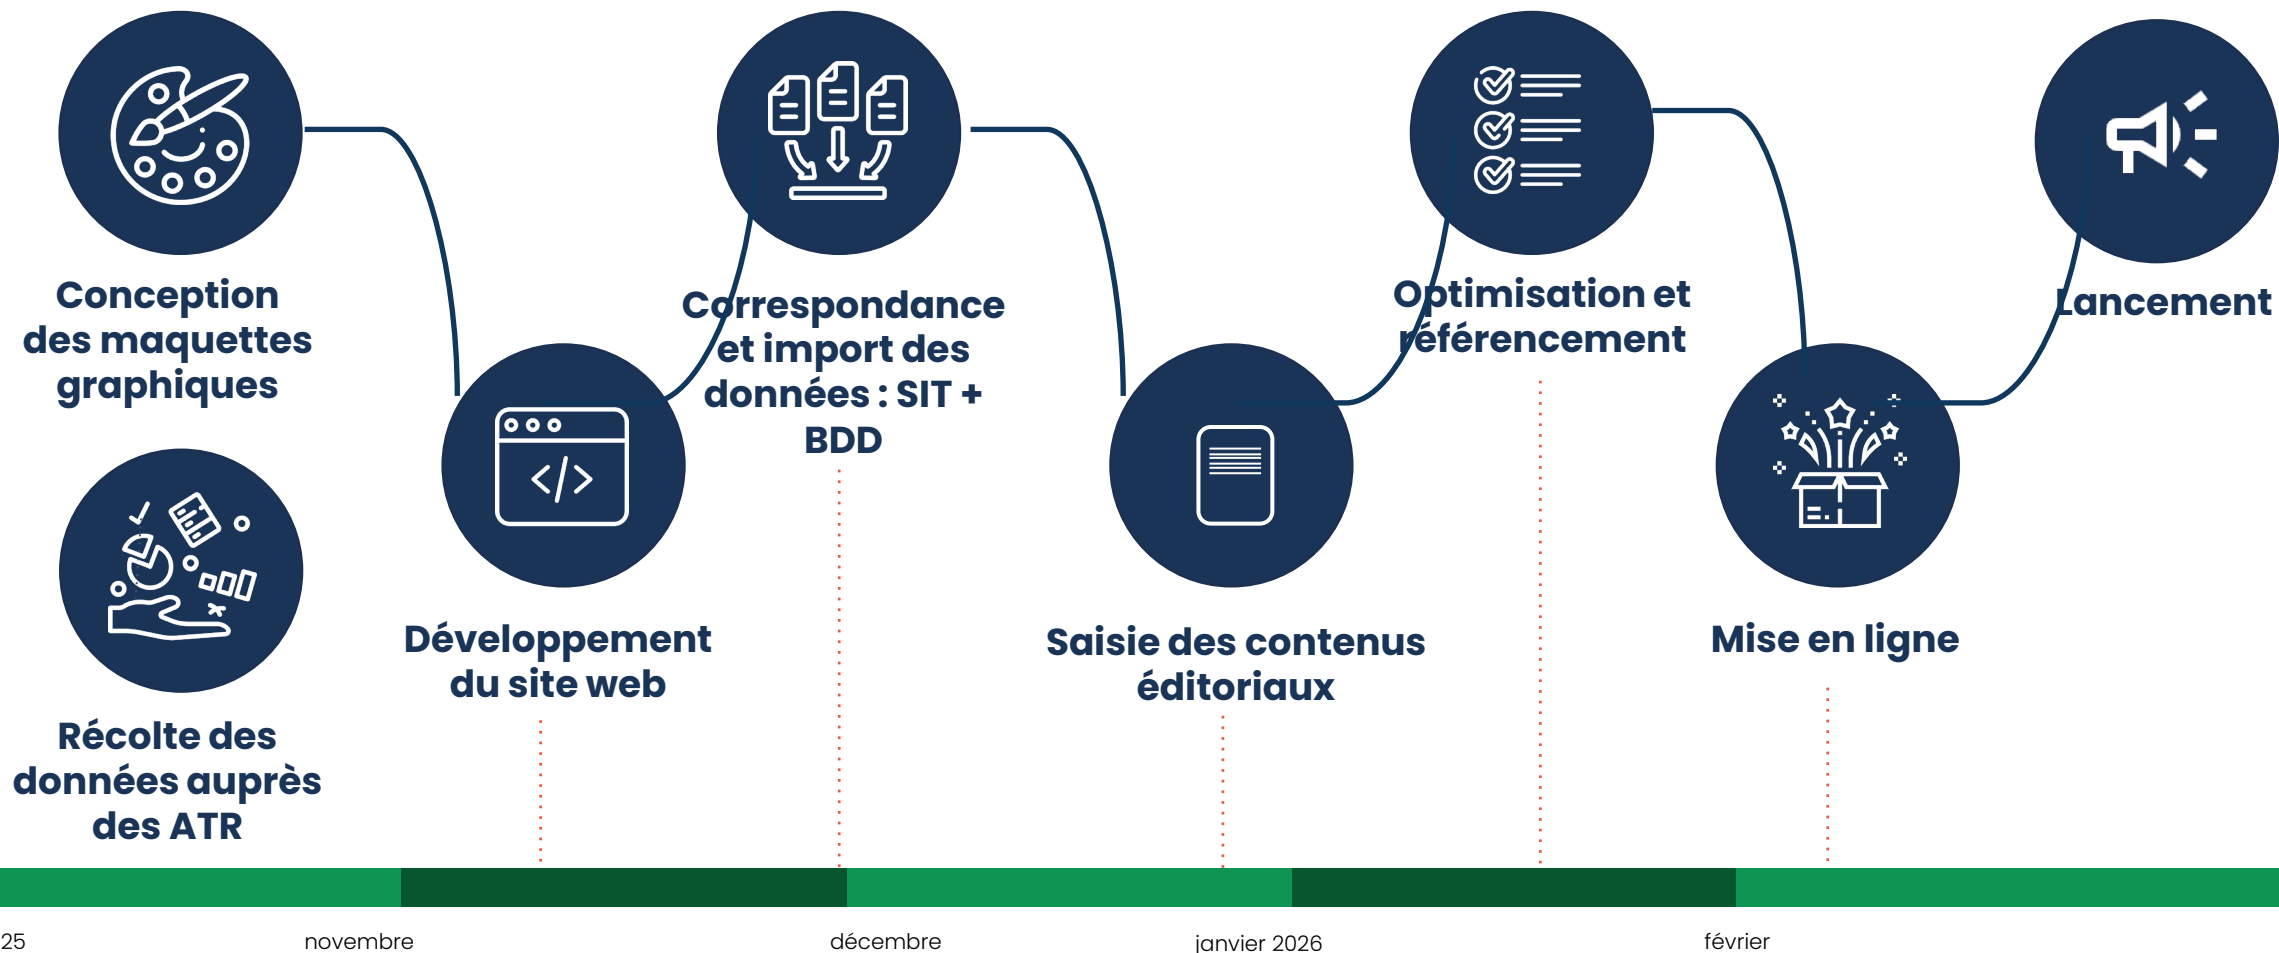 Conception
des maquettes
graphiques
Récolte des
données auprès
des ATR
Développement
du site web
Correspondance
et import des
données : SIT +
BDD
Saisie des contenus
éditoriaux
Optimisation et
référencement
Mise en ligne
Lancement
25
novembre
décembre
janvier 2026
février